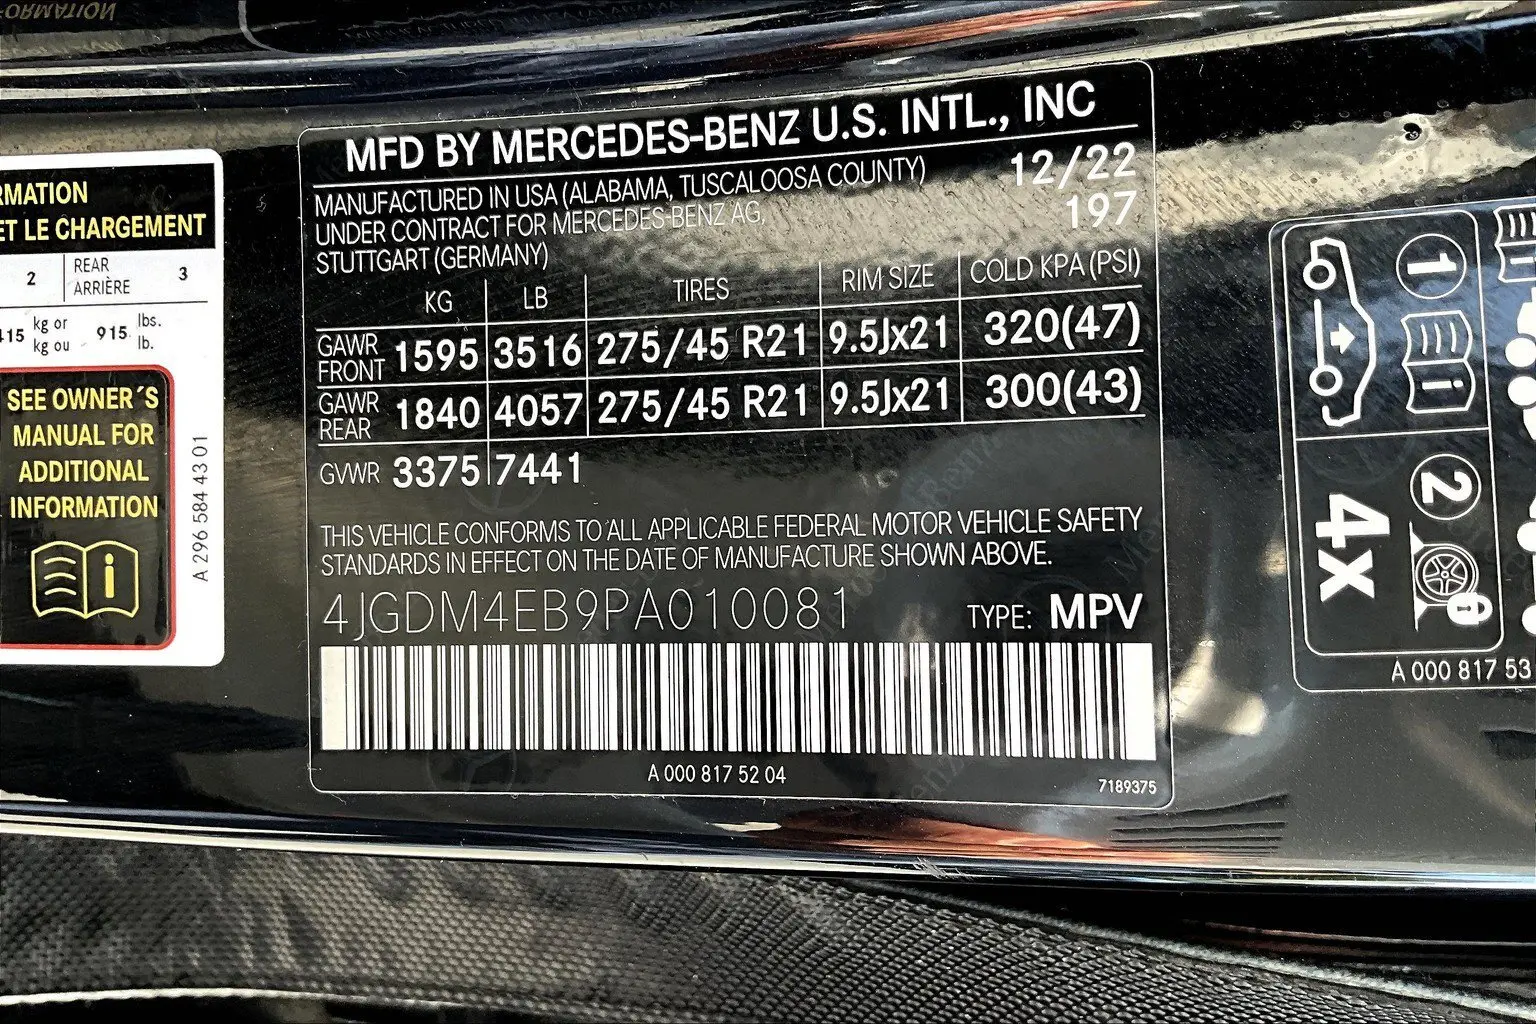 ORMATION
RMATION
ET LE CHARGEMENT
2 REAR ARRIÈRE 3
415 kg or kg ou 915 lbs. lb.
SEE OWNER´S
MANUAL FOR
ADDITIONAL
INFORMATION
i
A 296 584 43 01
MFD BY MERCEDES-BENZ U.S. INTL., INC
MANUFACTURED IN USA (ALABAMA, TUSCALOOSA COUNTY) 12/22
UNDER CONTRACT FOR MERCEDES-BENZ AG, 197
STUTTGART (GERMANY)
KG LB TIRES RIM SIZE COLD KPA (PSI)
GAWR FRONT 1595 3516 275/45 R21 9.5Jx21 320(47)
GAWR REAR 1840 4057 275/45 R21 9.5Jx21 300(43)
GVWR 3375 7441
THIS VEHICLE CONFORMS TO ALL APPLICABLE FEDERAL MOTOR VEHICLE SAFETY
STANDARDS IN EFFECT ON THE DATE OF MANUFACTURE SHOWN ABOVE.
4JGDM4EB9PA010081 TYPE: MPV
A 000 817 52 04
7189375
1
i
2
4x
A 000 817 53